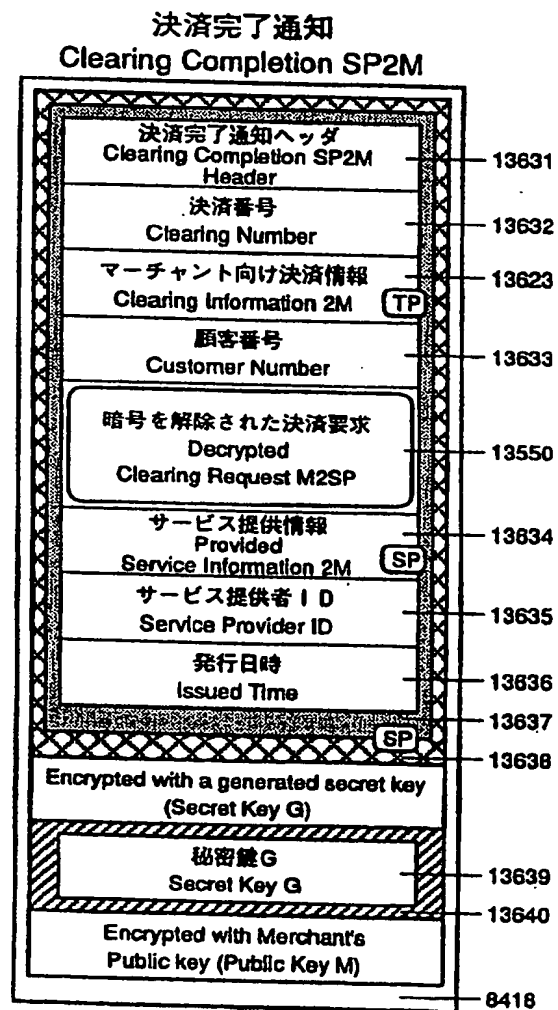 決済完了通知
Clearing Completion SP2M
決済完了通知ヘッダ
Clearing Completion SP2M
Header
13631
決済番号
Clearing Number
13632
マーチャント向け決済情報
Clearing Information 2M
TP
13623
顧客番号
Customer Number
13633
暗号を解除された決済要求
Decrypted
Clearing Request M2SP
13550
サービス提供情報
Provided
Service Information 2M
SP
13634
サービス提供者ID
Service Provider ID
13635
発行日時
Issued Time
13636
13637
SP
13638
Encrypted with a generated secret key
(Secret Key G)
秘密鍵G
Secret Key G
13639
13640
Encrypted with Merchant's
Public key (Public Key M)
8418